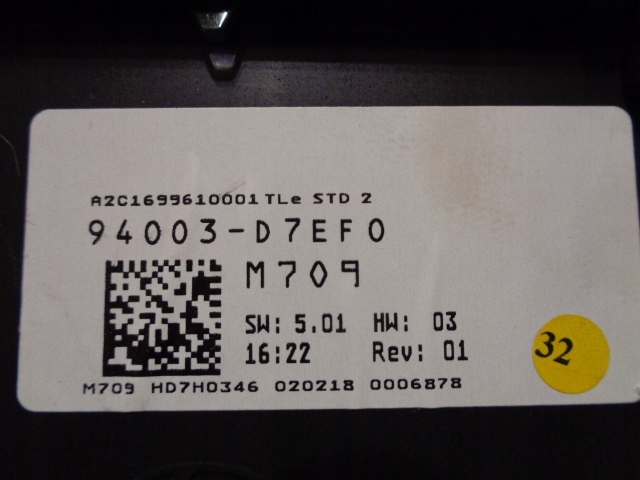 A2C1699610001 TLe STD 2
94003-D7EF0
M709
SW: 5.01 HW: 03
16:22 Rev: 01
32
M709 HD7H0346 020218 0006878